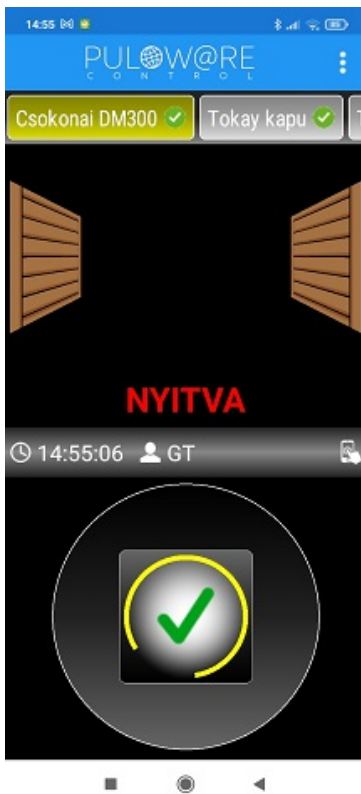 14:55
PULOW@RE
CONTROL
Csokonai DM300
Tokay kapu
NYITVA
14:55:06 GT